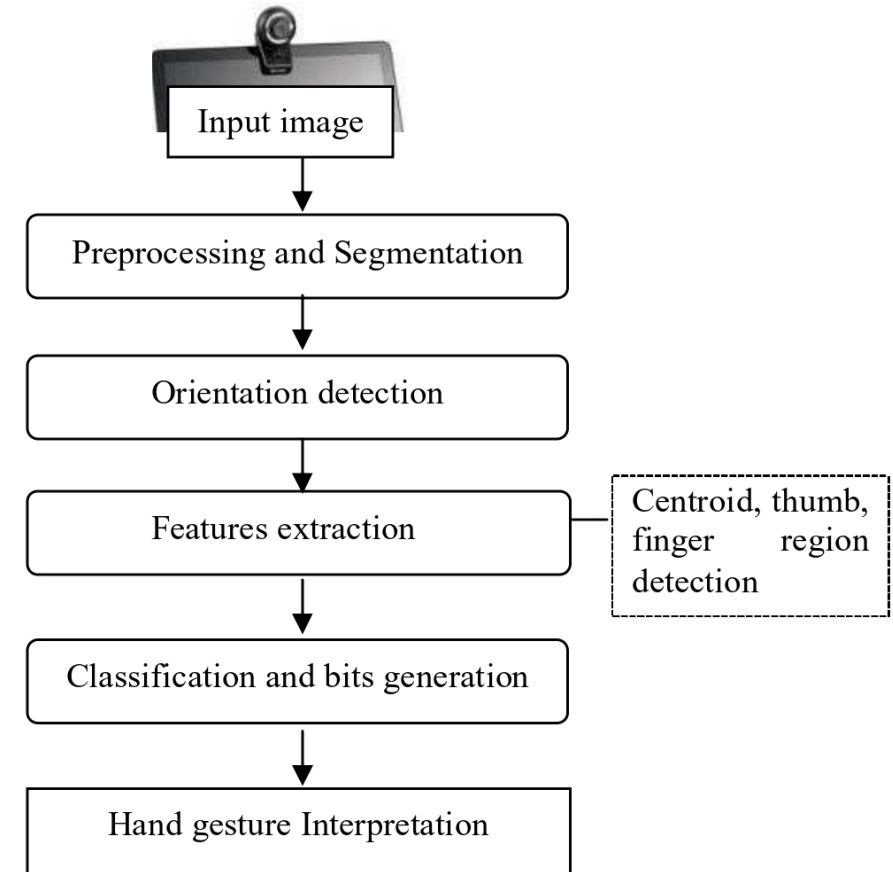 Input image
Preprocessing and Segmentation
Orientation detection
Features extraction
Centroid, thumb,
finger region
detection
Classification and bits generation
Hand gesture Interpretation